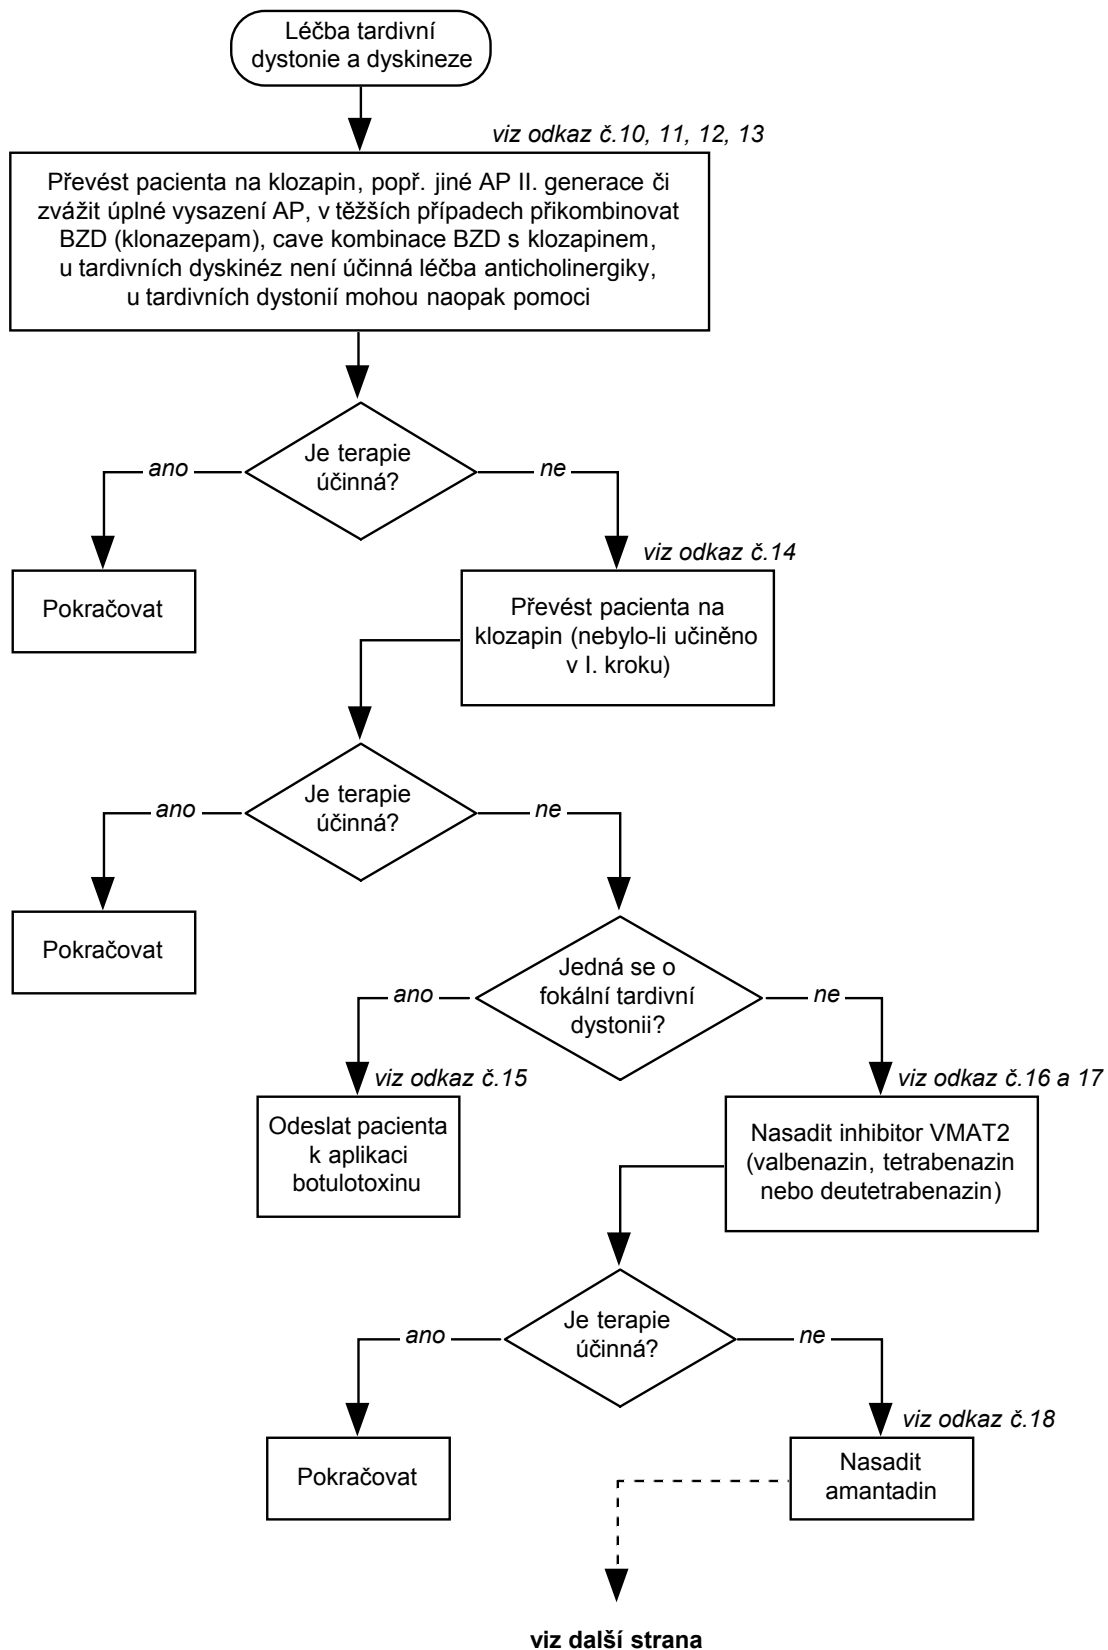 Léčba tardivní
dystonie a dyskineze
viz odkaz č.10, 11, 12, 13
Převést pacienta na klozapin, popř. jiné AP II. generace či
zvážit úplné vysazení AP, v těžších případech přikombinovat
BZD (klonazepam), cave kombinace BZD s klozapinem,
u tardivních dyskinéz není účinná léčba anticholinergiky,
u tardivních dystonií mohou naopak pomoci
Je terapie
účinná?
ano
ne
viz odkaz č.14
Pokračovat
Převést pacienta na
klozapin (nebylo-li učiněno
v I. kroku)
Je terapie
účinná?
ano
ne
Pokračovat
Jedná se o
fokální tardivní
dystonii?
ano
ne
viz odkaz č.15
viz odkaz č.16 a 17
Odeslat pacienta
k aplikaci
botulotoxinu
Nasadit inhibitor VMAT2
(valbenazin, tetrabenazin
nebo deutetrabenazin)
Je terapie
účinná?
ano
ne
viz odkaz č.18
Pokračovat
Nasadit
amantadin
viz další strana